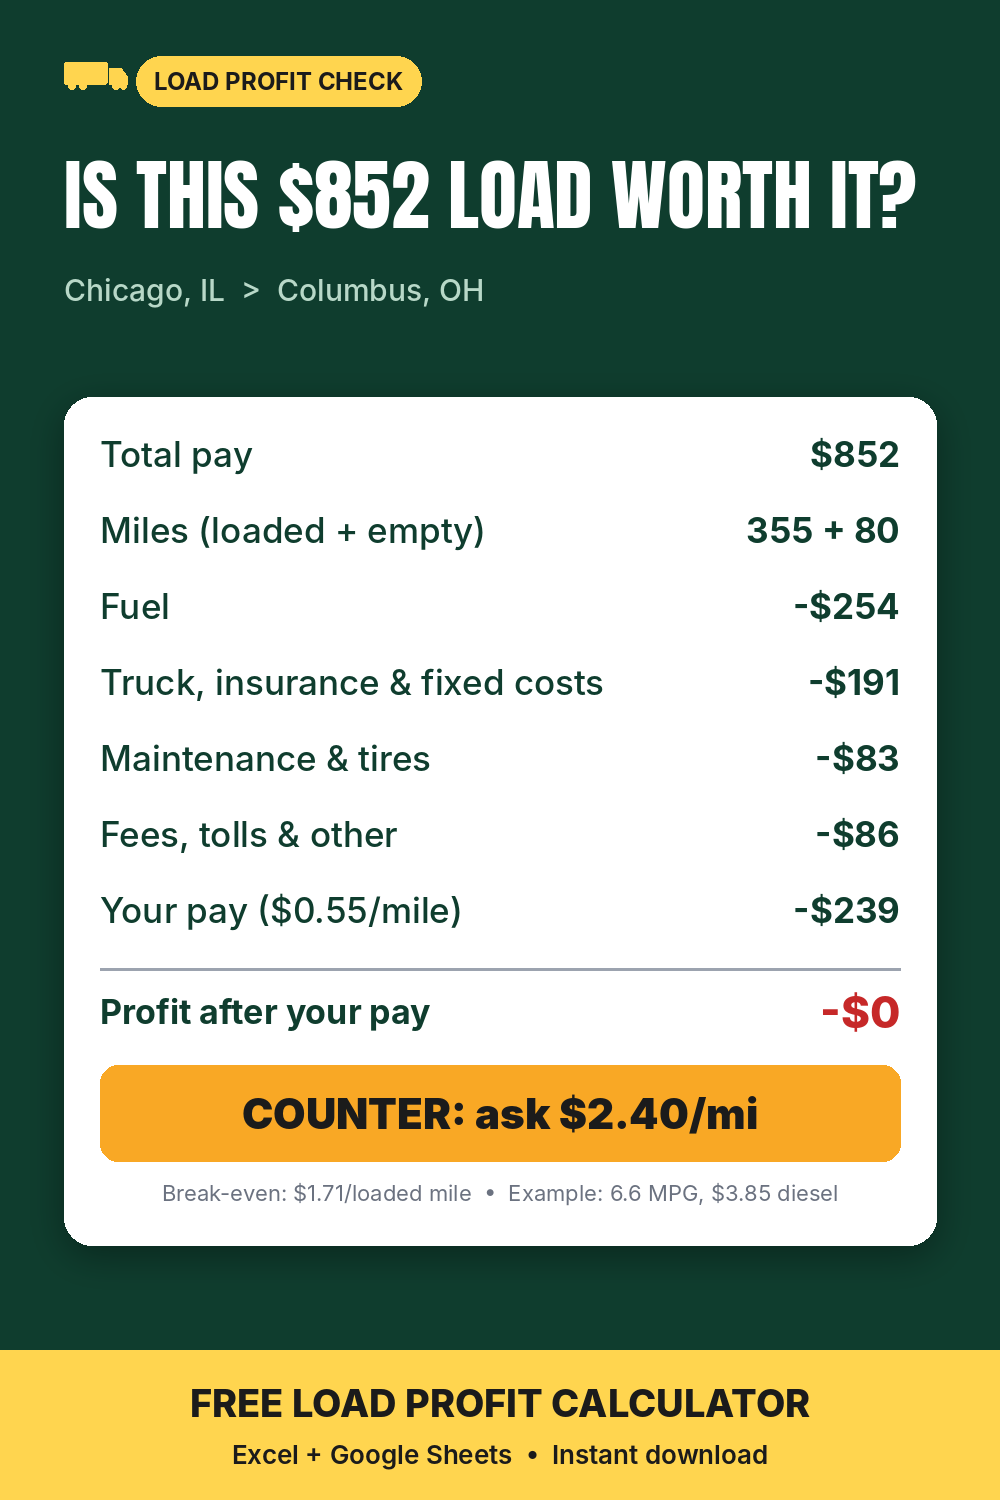 LOAD PROFIT CHECK
IS THIS $852 LOAD WORTH IT?
Chicago, IL > Columbus, OH
Total pay $852
Miles (loaded + empty) 355 + 80
Fuel -$254
Truck, insurance & fixed costs -$191
Maintenance & tires -$83
Fees, tolls & other -$86
Your pay ($0.55/mile) -$239
Profit after your pay -$0
COUNTER: ask $2.40/mi
Break-even: $1.71/loaded mile • Example: 6.6 MPG, $3.85 diesel
FREE LOAD PROFIT CALCULATOR
Excel + Google Sheets • Instant download